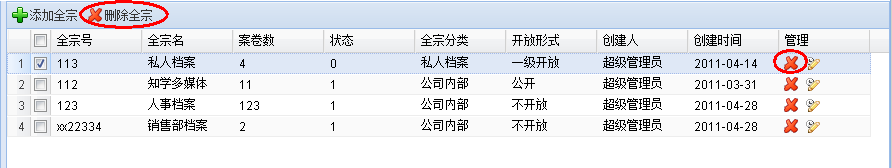 添加全宗 删除全宗
全宗号 全宗名 案卷数 状态 全宗分类 开放形式 创建人 创建时间 管理
1 113 私人档案 4 0 私人档案 一级开放 超级管理员 2011-04-14
2 112 知学多媒体 11 1 公司内部 公开 超级管理员 2011-03-31
3 123 人事档案 123 1 公司内部 不开放 超级管理员 2011-04-28
4 xx22334 销售部档案 2 1 公司内部 不开放 超级管理员 2011-04-28